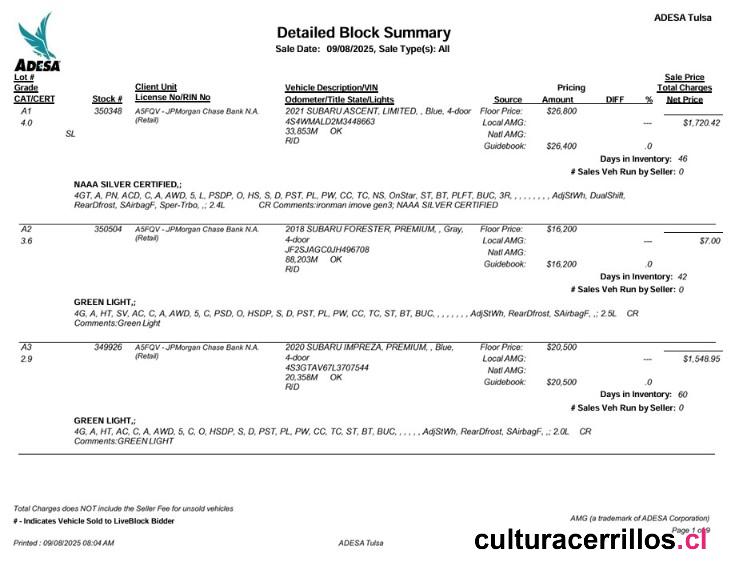 ADESA Tulsa
Detailed Block Summary
Sale Date: 09/08/2025, Sale Type(s): All
ADESA
Lot #
Grade
CAT/CERT Stock #
Client Unit
License No/RIN No
Vehicle Description/VIN
Odometer/Title State/Lights
Source
Pricing
Amount DIFF %
Sale Price
Total Charges
Net Price
A1 350348 A5FQV - JPMorgan Chase Bank N.A. 2021 SUBARU ASCENT, LIMITED, , Blue, 4-door Floor Price: $26,800
4.0 (Retail) 4S4WMALD2M3448663 Local AMG: --- $1,720.42
SL 33,853M OK Natl AMG:
R/D Guidebook: $26,400 .0
Days in Inventory: 46
# Sales Veh Run by Seller: 0
NAAA SILVER CERTIFIED,;
4GT, A, PN, ACD, C, A, AWD, 5, L, PSDP, O, HS, S, D, PST, PL, PW, CC, TC, NS, OnStar, ST, BT, PLFT, BUC, 3R, , , , , , , , , AdjStWh, DualShift,
RearDfrost, SAirbagF, Sper-Trbo, ,; 2.4L CR Comments:ironman imove gen3; NAAA SILVER CERTIFIED
A2 350504 A5FQV - JPMorgan Chase Bank N.A. 2018 SUBARU FORESTER, PREMIUM, , Gray, Floor Price: $16,200
3.6 (Retail) 4-door Local AMG: --- $7.00
JF2SJAGC0JH496708 Natl AMG:
88,203M OK Guidebook: $16,200 .0
R/D
Days in Inventory: 42
# Sales Veh Run by Seller: 0
GREEN LIGHT,;
4G, A, HT, SV, AC, C, A, AWD, 5, C, PSD, O, HSDP, S, D, PST, PL, PW, CC, TC, ST, BT, BUC, , , , , , , , AdjStWh, RearDfrost, SAirbagF, ,; 2.5L CR
Comments:Green Light
A3 349926 A5FQV - JPMorgan Chase Bank N.A. 2020 SUBARU IMPREZA, PREMIUM, , Blue, Floor Price: $20,500
2.9 (Retail) 4-door Local AMG: --- $1,548.95
4S3GTAV67L3707544 Natl AMG:
20,358M OK Guidebook: $20,500 .0
R/D
Days in Inventory: 60
# Sales Veh Run by Seller: 0
GREEN LIGHT,;
4G, A, HT, AC, C, A, AWD, 5, C, O, HSDP, S, D, PST, PL, PW, CC, TC, ST, BT, BUC, , , , , , AdjStWh, RearDfrost, SAirbagF, ,; 2.0L CR
Comments:GREEN LIGHT
Total Charges does NOT include the Seller Fee for unsold vehicles
# - Indicates Vehicle Sold to LiveBlock Bidder
AMG (a trademark of ADESA Corporation)
Page 1 of 9
Printed : 09/08/2025 08:04 AM ADESA Tulsa
culturacerrillos.cl